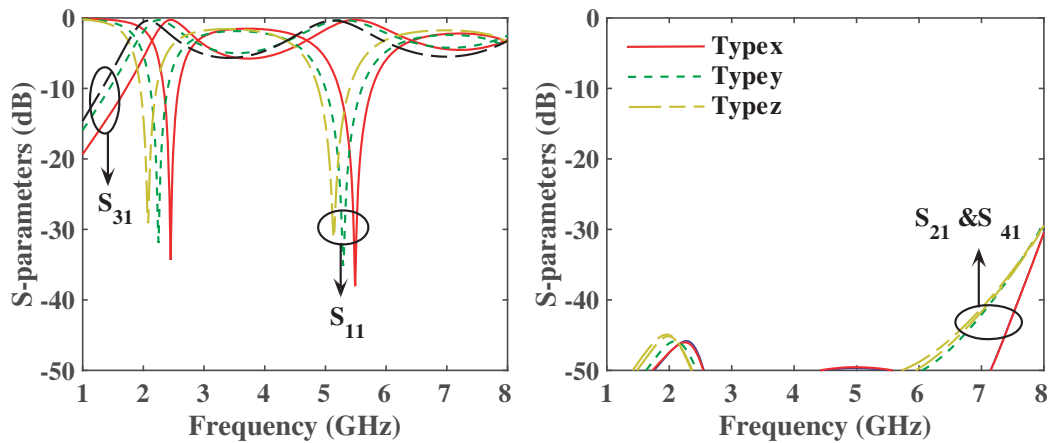 0
-10
-20
-30
-40
-50
S-parameters (dB)
S31
S11
1 2 3 4 5 6 7 8
Frequency (GHz)
0
-10
-20
-30
-40
-50
S-parameters (dB)
Typex
Typey
Typez
S21 &S 41
1 2 3 4 5 6 7 8
Frequency (GHz)